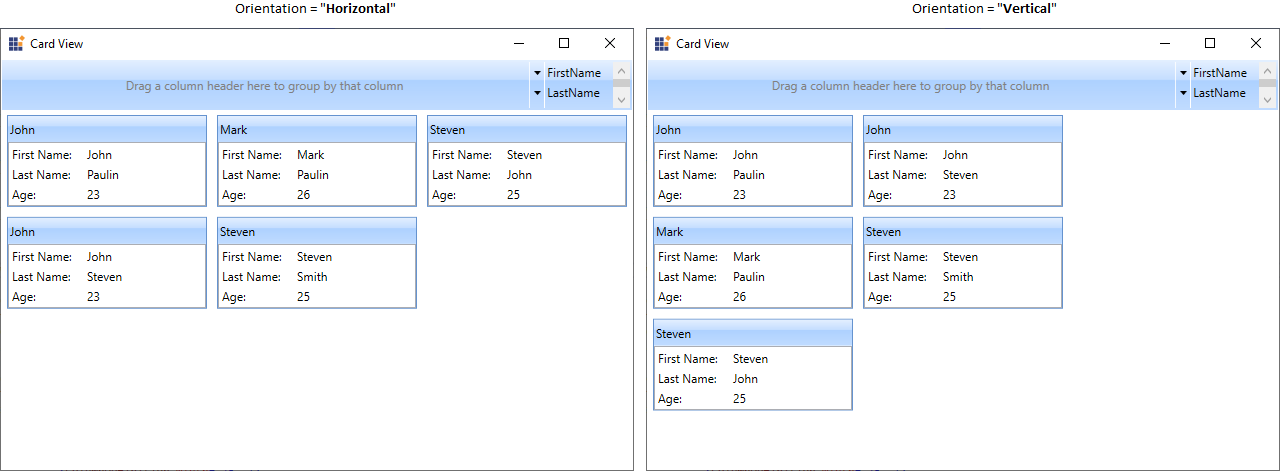 Orientation = "Horizontal"
Card View
Drag a column header here to group by that column
FirstName
LastName
John
First Name: John
Last Name: Paulin
Age: 23
Mark
First Name: Mark
Last Name: Paulin
Age: 26
Steven
First Name: Steven
Last Name: John
Age: 25
John
First Name: John
Last Name: Steven
Age: 23
Steven
First Name: Steven
Last Name: Smith
Age: 25
Orientation = "Vertical"
Card View
Drag a column header here to group by that column
FirstName
LastName
John
First Name: John
Last Name: Paulin
Age: 23
John
First Name: John
Last Name: Steven
Age: 23
Mark
First Name: Mark
Last Name: Paulin
Age: 26
Steven
First Name: Steven
Last Name: Smith
Age: 25
Steven
First Name: Steven
Last Name: John
Age: 25